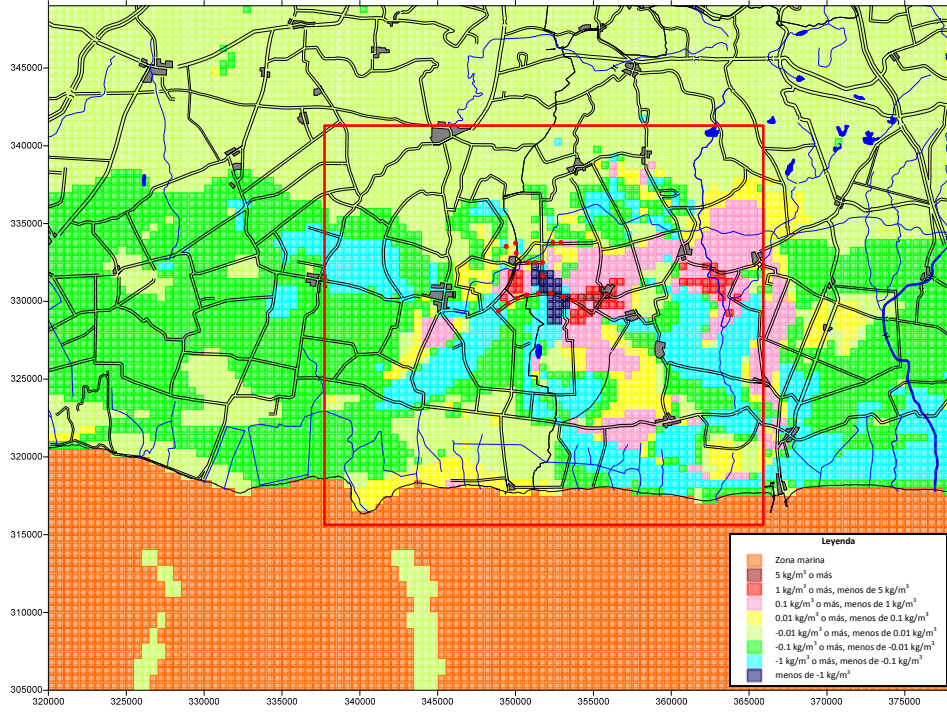 345000
340000
335000
330000
325000
320000
315000
310000
305000
320000 325000 330000 335000 340000 345000 350000 355000 360000 365000 370000 375000
Leyenda
Zona marina
5 kg/m³ o más
1 kg/m³ o más, menos de 5 kg/m³
0.1 kg/m³ o más, menos de 1 kg/m³
0.01 kg/m³ o más, menos de 0.1 kg/m³
-0.01 kg/m³ o más, menos de 0.01 kg/m³
-0.1 kg/m³ o más, menos de -0.01 kg/m³
-1 kg/m³ o más, menos de -0.1 kg/m³
menos de -1 kg/m³